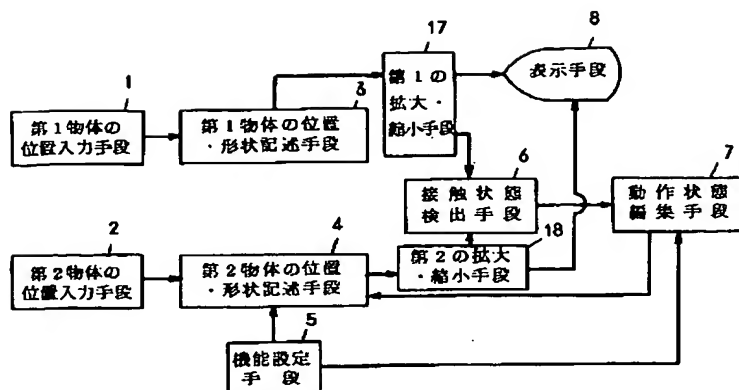 17
8
第1の
拡大・
縮小手段
表示手段
1
3
第1物体の
位置入力手段
第1物体の位置
・形状記述手段
6
7
接触状態
検出手段
動作状態
編集手段
2
4
18
第2物体の
位置入力手段
第2物体の位置
・形状記述手段
第2の拡大
・縮小手段
5
機能設定
手段